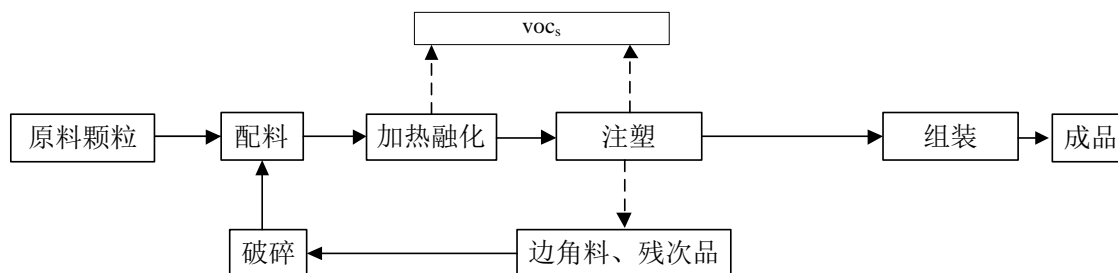 vocs
原料颗粒
配料
加热融化
注塑
组装
成品
破碎
边角料、残次品